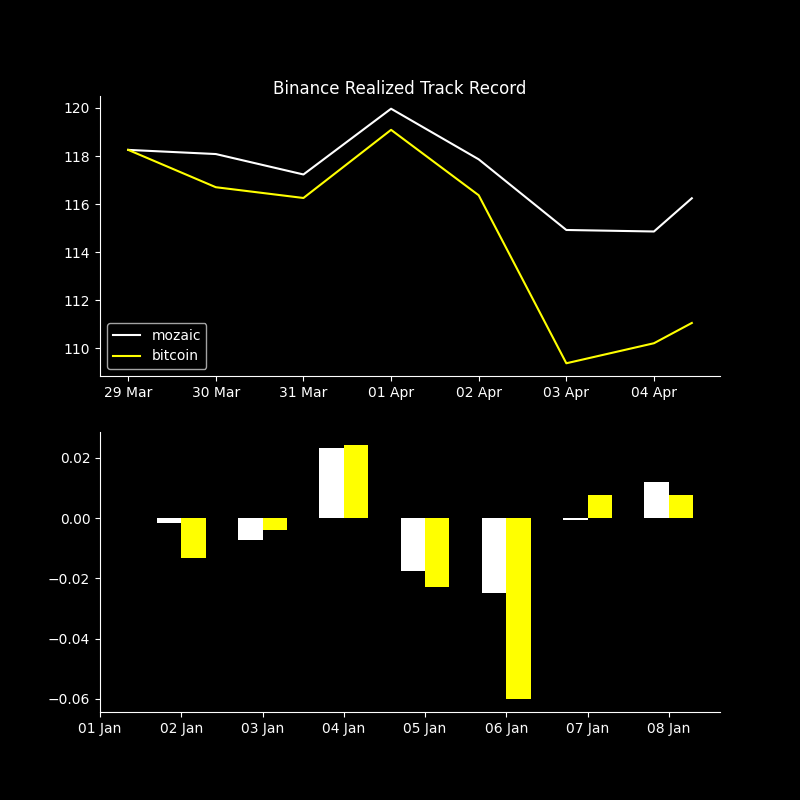 Binance Realized Track Record
120
118
116
114
112
110
mozaic
bitcoin
29 Mar 30 Mar 31 Mar 01 Apr 02 Apr 03 Apr 04 Apr
0.02
0.00
−0.02
−0.04
−0.06
01 Jan 02 Jan 03 Jan 04 Jan 05 Jan 06 Jan 07 Jan 08 Jan